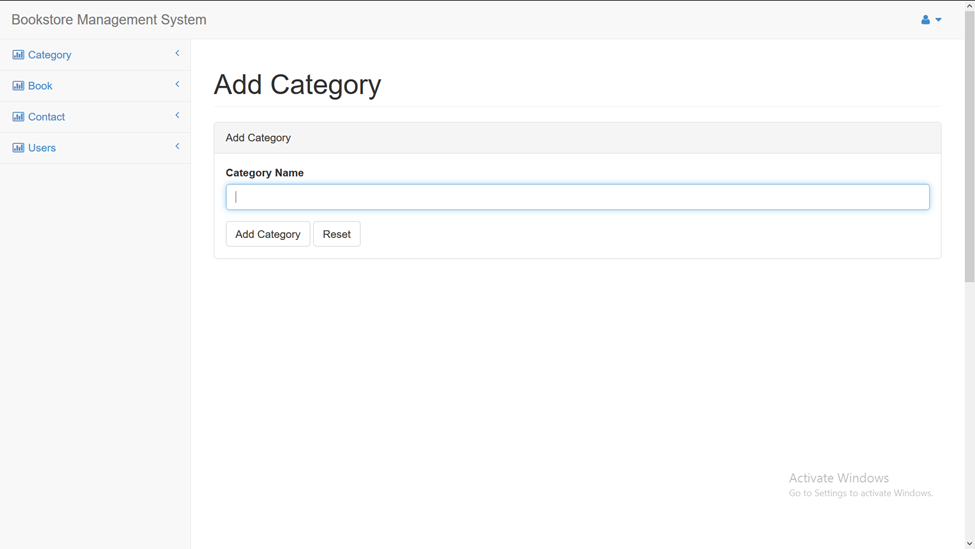 Bookstore Management System
Category
Book
Contact
Users
Add Category
Add Category
Category Name
Add Category Reset
Activate Windows
Go to Settings to activate Windows.